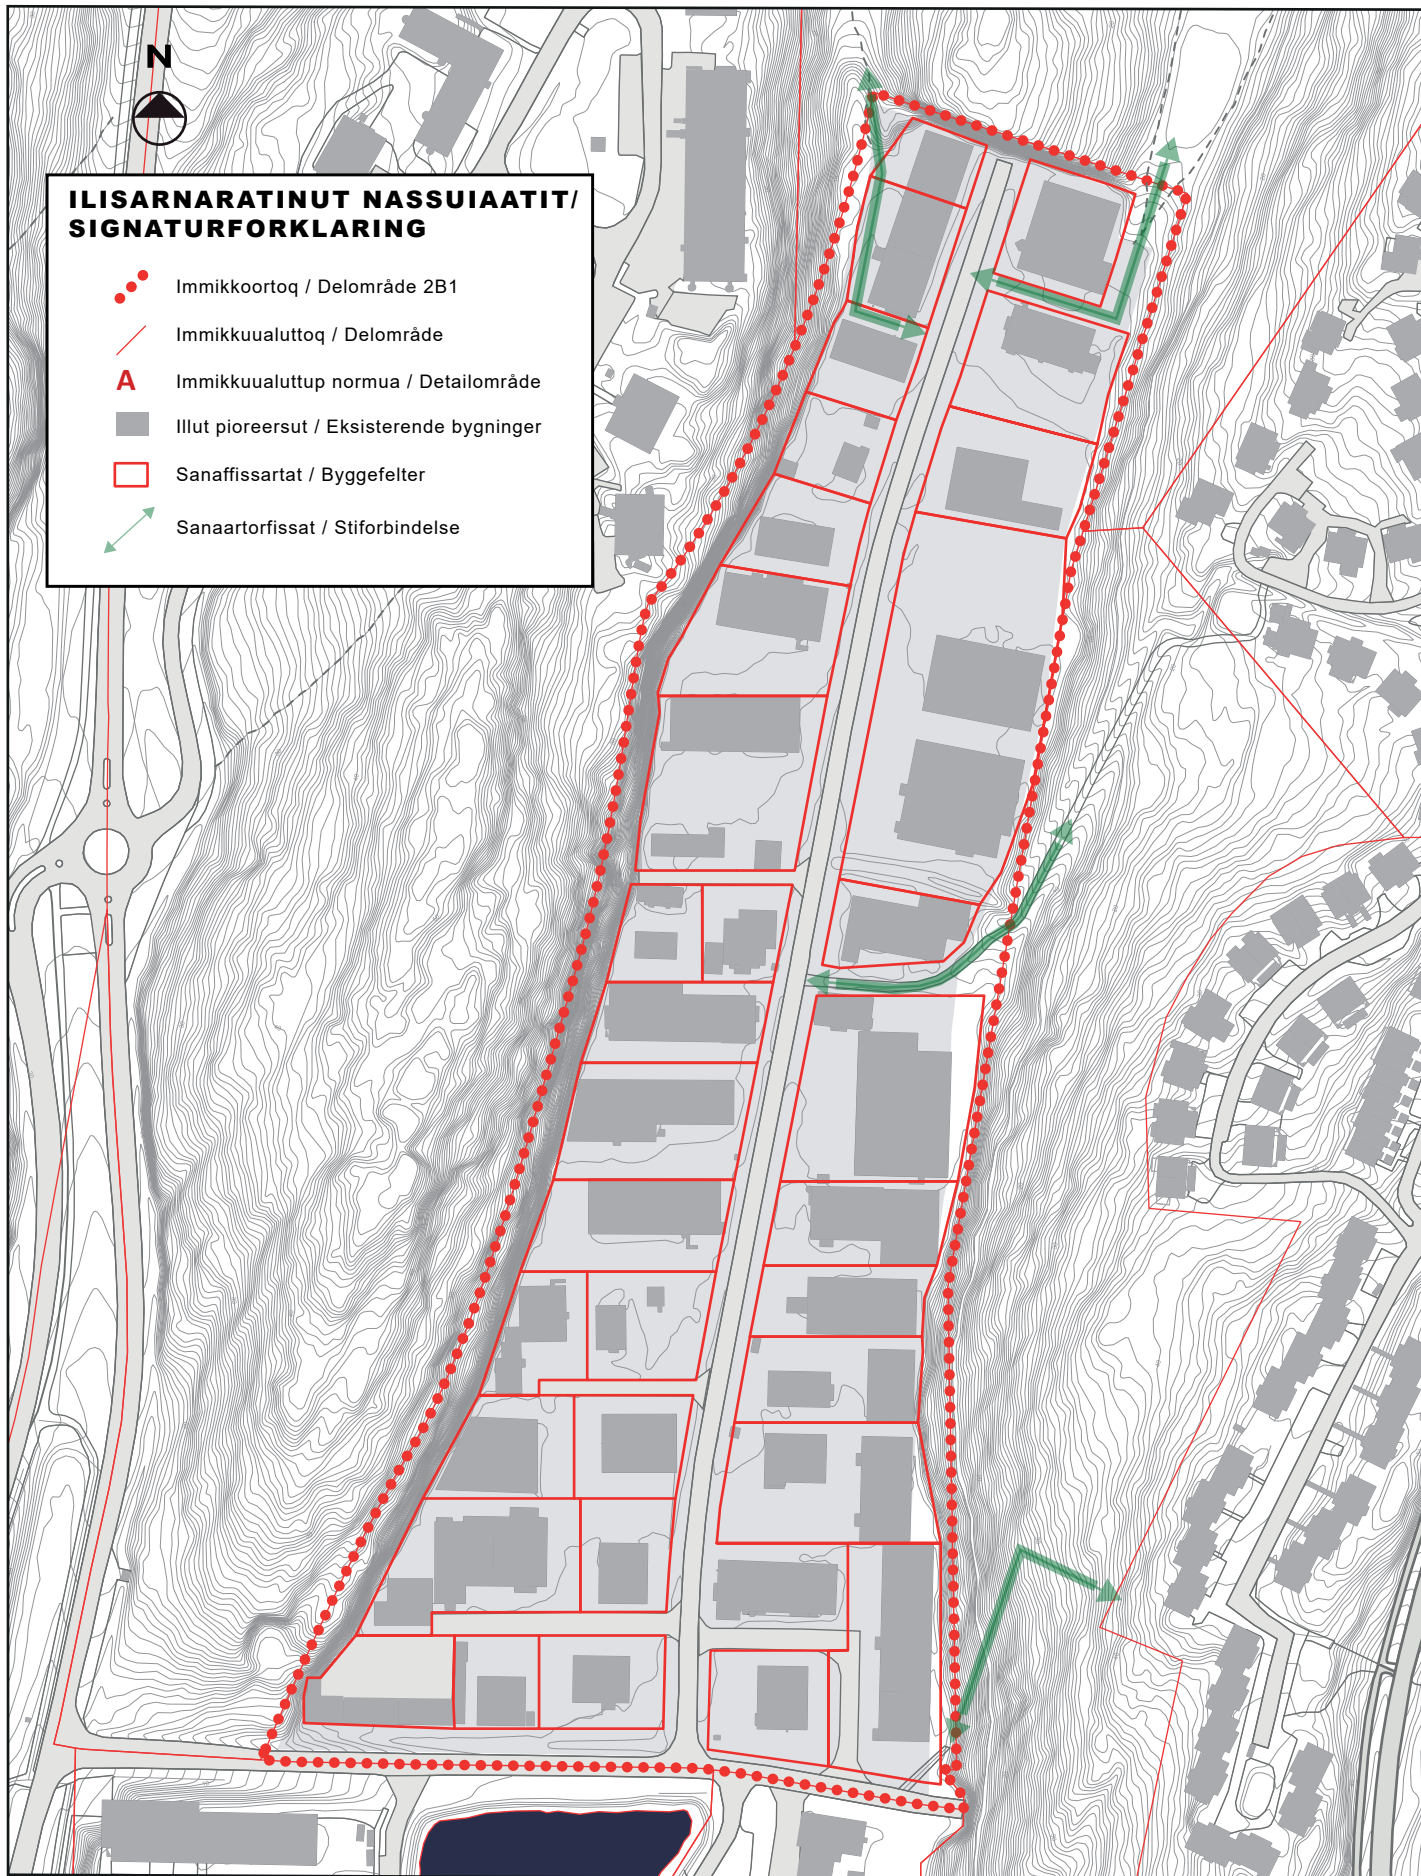 N
ILISARNARATINUT NASSUIAATIT/
SIGNATURFORKLARING
Immikkoortoq / Delområde 2B1
Immikkuualuttoq / Delområde
A Immikkuualuttup normua / Detailområde
Illut pioreersut / Eksisterende bygninger
Sanaffissartat / Byggefelter
Sanaartorfissat / Stiforbindelse